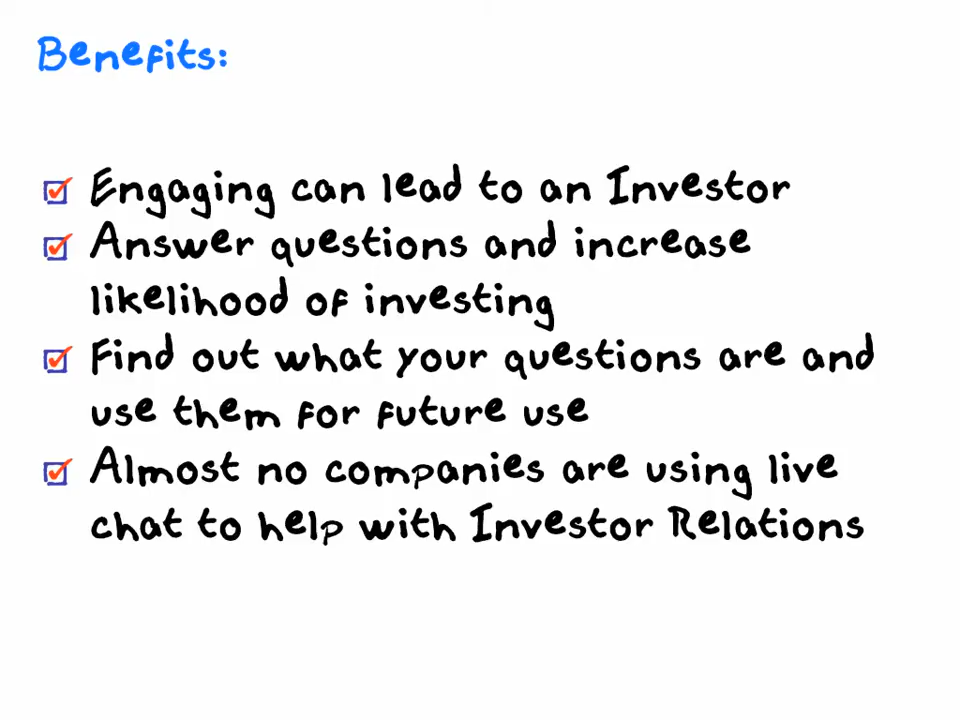 Benefits:
Engaging can lead to an Investor
Answer questions and increase
likelihood of investing
Find out what your questions are and
use them for future use
Almost no companies are using live
chat to help with Investor Relations